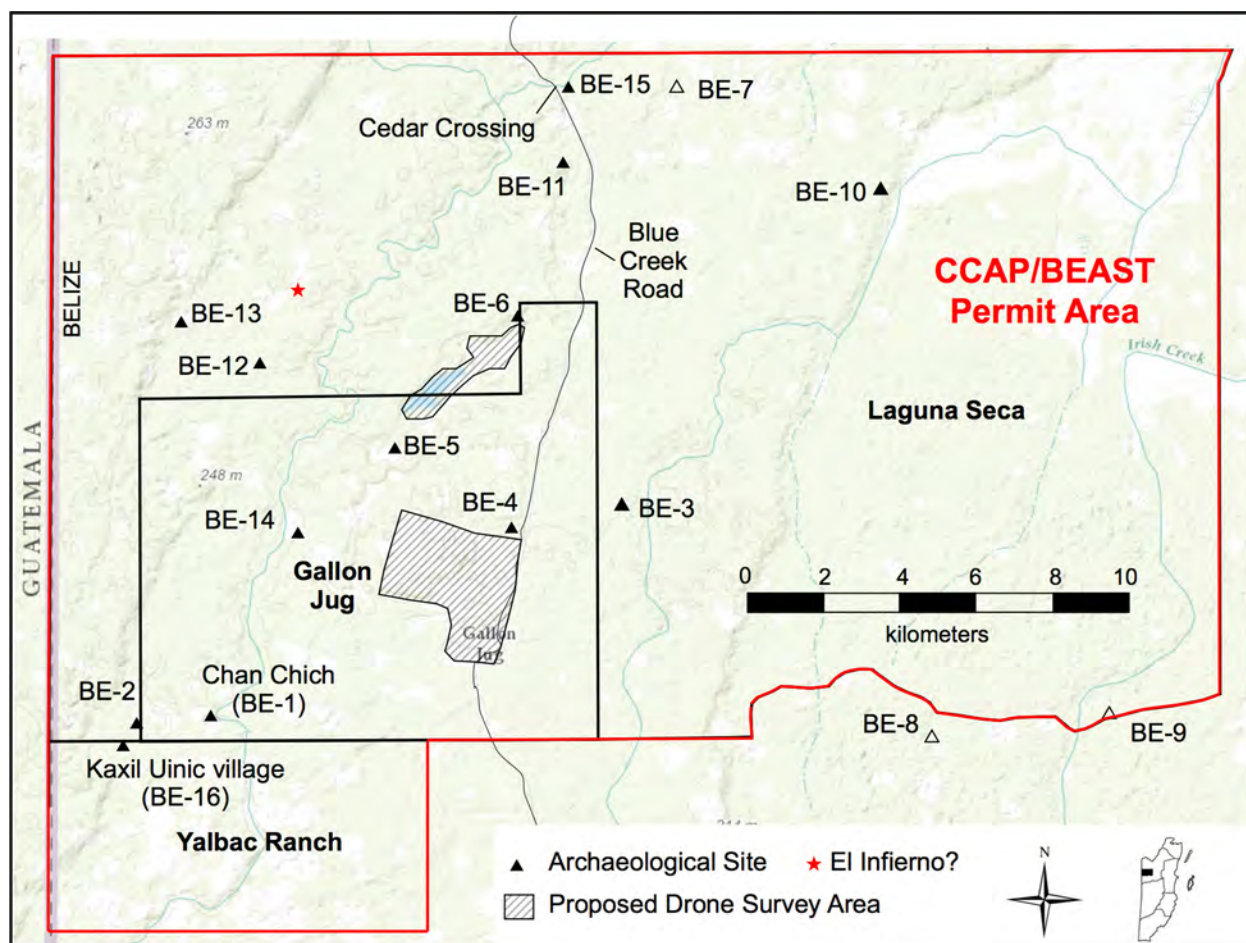 BE-15
BE-7
Cedar Crossing
263 m
BE-11
BE-10
Blue
Creek
Road
CCAP/BEAST
Permit Area
BELIZE
BE-6
BE-13
BE-12
Irish Creek
Laguna Seca
GUATEMALA
BE-5
248 m
BE-4
BE-3
BE-14
Gallon
Jug
0 2 4 6 8 10
kilometers
Gallon
Jug
Chan Chich
(BE-1)
BE-2
BE-8
BE-9
Kaxil Uinic village
(BE-16)
Yalbac Ranch
Archaeological Site
El Infierno?
Proposed Drone Survey Area
N